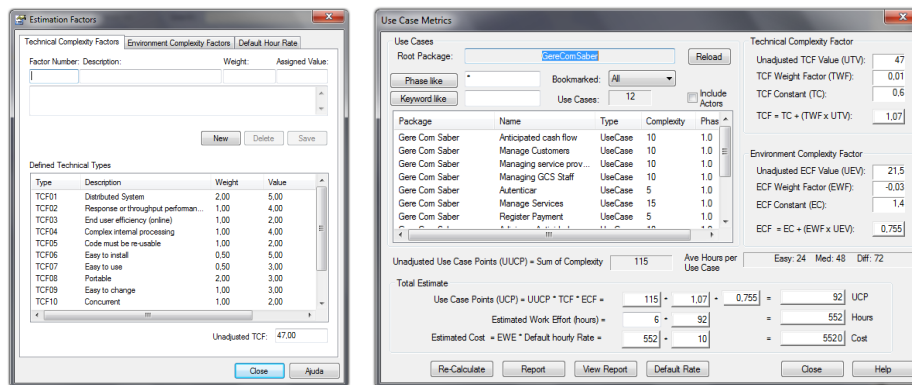 Estimation Factors
Technical Complexity Factors Environment Complexity Factors Default Hour Rate
Factor Number: Description: Weight: Assigned Value:
New Delete Save
Defined Technical Types
Type Description Weight Value
TCF01 Distributed System 2,00 5,00
TCF02 Response or throughput performan... 1,00 4,00
TCF03 End user efficiency (online) 1,00 2,00
TCF04 Complex internal processing 1,00 4,00
TCF05 Code must be re-usable 1,00 2,00
TCF06 Easy to install 0,50 5,00
TCF07 Easy to use 0,50 3,00
TCF08 Portable 2,00 3,00
TCF09 Easy to change 1,00 3,00
TCF10 Concurrent 1,00 2,00
Unadjusted TCF: 47,00
Close Ajuda
Use Case Metrics
Use Cases
Root Package: GereComSaber Reload
Phase like * Bookmarked: All
Keyword like Use Cases: 12 Include Actors
Package Name Type Complexity Phas
Gere Com Saber Anticipated cash flow UseCase 10 1.0
Gere Com Saber Manage Customers UseCase 10 1.0
Gere Com Saber Managing service prov... UseCase 10 1.0
Gere Com Saber Managing GCS Staff UseCase 10 1.0
Gere Com Saber Autenticar UseCase 5 1.0
Gere Com Saber Manage Services UseCase 15 1.0
Gere Com Saber Register Payment UseCase 5 1.0
Technical Complexity Factor
Unadjusted TCF Value (UTV): 47
TCF Weight Factor (TWF): 0,01
TCF Constant (TC): 0,6
TCF = TC + (TWF x UTV): 1,07
Environment Complexity Factor
Unadjusted ECF Value (UEV): 21,5
ECF Weight Factor (EWF): -0,03
ECF Constant (EC): 1,4
ECF = EC + (EWF x UEV): 0,755
Unadjusted Use Case Points (UUCP) = Sum of Complexity 115 Ave Hours per Use Case Easy: 24 Med: 48 Diff: 72
Total Estimate
Use Case Points (UCP) = UUCP * TCF * ECF = 115 * 1,07 * 0,755 = 92 UCP
Estimated Work Effort (hours) = 6 * 92 = 552 Hours
Estimated Cost = EWE * Default hourly Rate = 552 * 10 = 5520 Cost
Re-Calculate Report View Report Default Rate Close Help